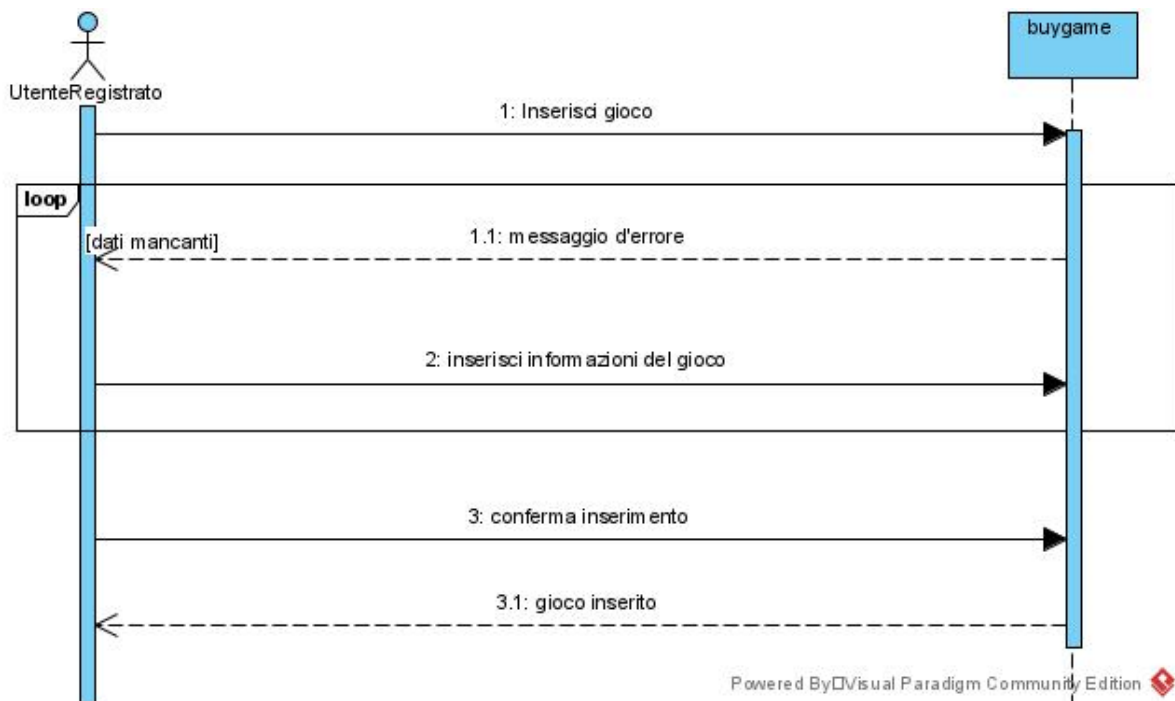 buygame
UtenteRegistrato
1: Inserisci gioco
loop
[dati mancanti]
1.1: messaggio d'errore
2: inserisci informazioni del gioco
3: conferma inserimento
3.1: gioco inserito
Powered By□Visual Paradigm Community Edition